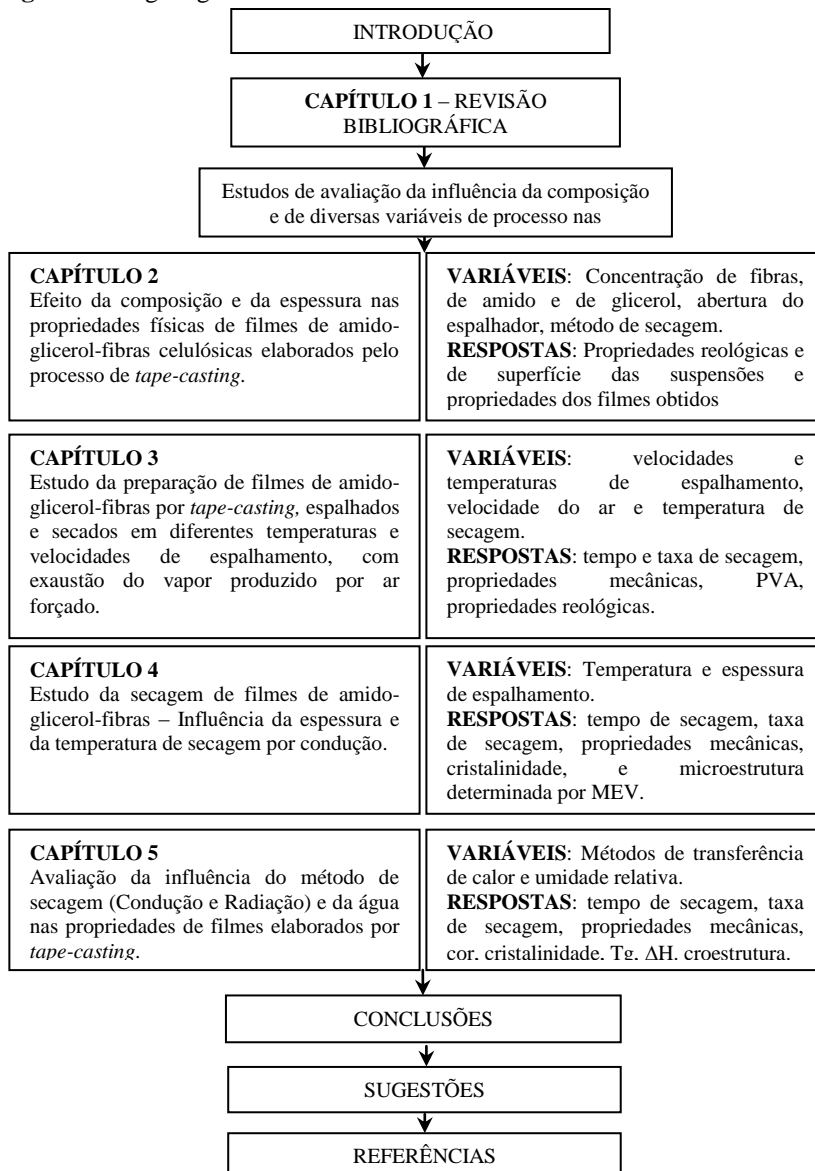 INTRODUÇÃO
CAPÍTULO 1 – REVISÃO
BIBLIOGRÁFICA
Estudos de avaliação da influência da composição
e de diversas variáveis de processo nas
CAPÍTULO 2
Efeito da composição e da espessura nas
propriedades físicas de filmes de amido-
glicerol-fibras celulósicas elaborados pelo
processo de tape-casting.
VARIÁVEIS: Concentração de fibras,
de amido e de glicerol, abertura do
espalhador, método de secagem.
RESPOSTAS: Propriedades reológicas e
de superfície das suspensões e
propriedades dos filmes obtidos
CAPÍTULO 3
Estudo da preparação de filmes de amido-
glicerol-fibras por tape-casting, espalhados
e secados em diferentes temperaturas e
velocidades de espalhamento, com
exaustão do vapor produzido por ar
forçado.
VARIÁVEIS: velocidades e
temperaturas de espalhamento,
velocidade do ar e temperatura de
secagem.
RESPOSTAS: tempo e taxa de secagem,
propriedades mecânicas, PVA,
propriedades reológicas.
CAPÍTULO 4
Estudo da secagem de filmes de amido-
glicerol-fibras – Influência da espessura e
da temperatura de secagem por condução.
VARIÁVEIS: Temperatura e espessura
de espalhamento.
RESPOSTAS: tempo de secagem, taxa
de secagem, propriedades mecânicas,
cristalinidade, e microestrutura
determinada por MEV.
CAPÍTULO 5
Avaliação da influência do método de
secagem (Condução e Radiação) e da água
nas propriedades de filmes elaborados por
tape-casting.
VARIÁVEIS: Métodos de transferência
de calor e umidade relativa.
RESPOSTAS: tempo de secagem, taxa
de secagem, propriedades mecânicas,
cor, cristalinidade, Tg, ΔH, croestrutura.
CONCLUSÕES
SUGESTÕES
REFERÊNCIAS